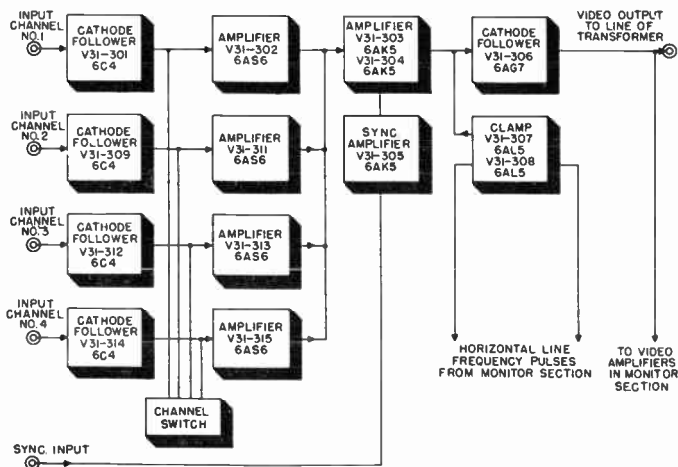 INPUT
CHANNEL
NO.1
CATHODE
FOLLOWER
V31-301
6C4
AMPLIFIER
V31-302
6AS6
AMPLIFIER
V31-303
6AK5
V31-304
6AK5
CATHODE
FOLLOWER
V31-306
6AG7
VIDEO OUTPUT
TO LINE OF
TRANSFORMER
INPUT
CHANNEL
NO.2
CATHODE
FOLLOWER
V31-309
6C4
AMPLIFIER
V31-311
6AS6
SYNC
AMPLIFIER
V31-305
6AK5
CLAMP
V31-307
6AL5
V31-308
6AL5
INPUT
CHANNEL
NO.3
CATHODE
FOLLOWER
V31-312
6C4
AMPLIFIER
V31-313
6AS6
INPUT
CHANNEL
NO.4
CATHODE
FOLLOWER
V31-314
6C4
AMPLIFIER
V31-315
6AS6
HORIZONTAL LINE
FREQUENCY PULSES
FROM MONITOR SECTION
TO VIDEO
AMPLIFIERS
IN MONITOR
SECTION
CHANNEL
SWITCH
SYNC. INPUT